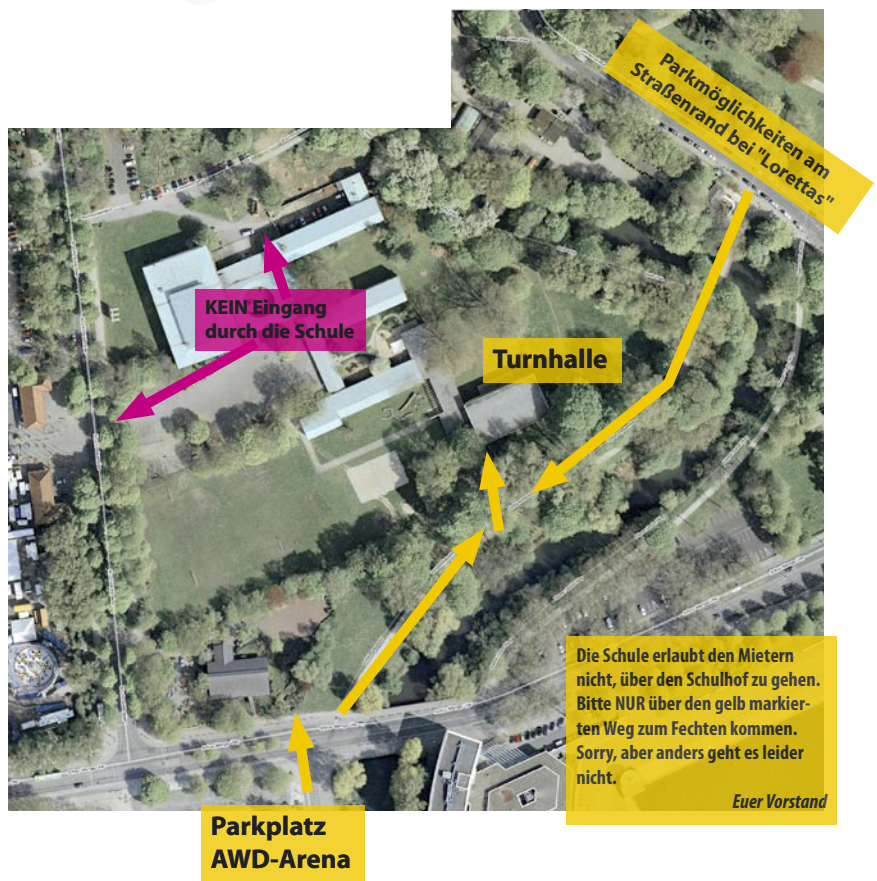 Parkmöglichkeiten am
Straßenrand bei "Lorettas"
KEIN Eingang
durch die Schule
Turnhalle
Die Schule erlaubt den Mietern
nicht, über den Schulhof zu gehen.
Bitte NUR über den gelb markier-
ten Weg zum Fechten kommen.
Sorry, aber anders geht es leider
nicht.
Euer Vorstand
Parkplatz
AWD-Arena